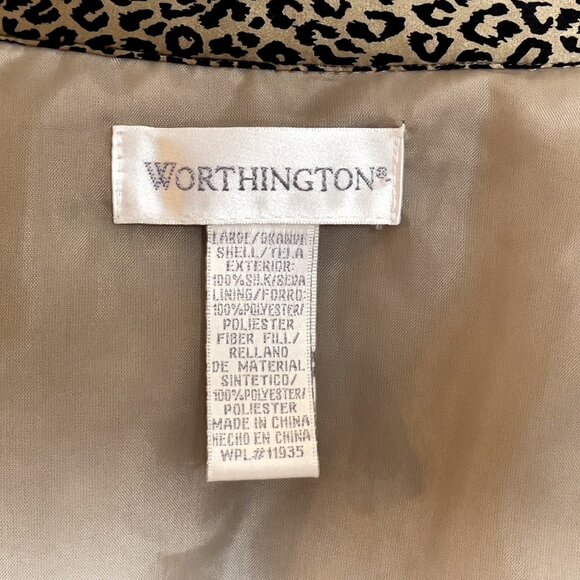 WORTHINGTON®
LARGE/GRANDE
SHELL/TELA
EXTERIOR:
100%SILK/SEDA
LINING/FORRO:
100%POLYESTER/
POLIESTER
FIBER FILL/
RELLANO
DE MATERIAL
SINTETICO/
100%POLYESTER/
POLIESTER
MADE IN CHINA
HECHO EN CHINA
WPL#11935